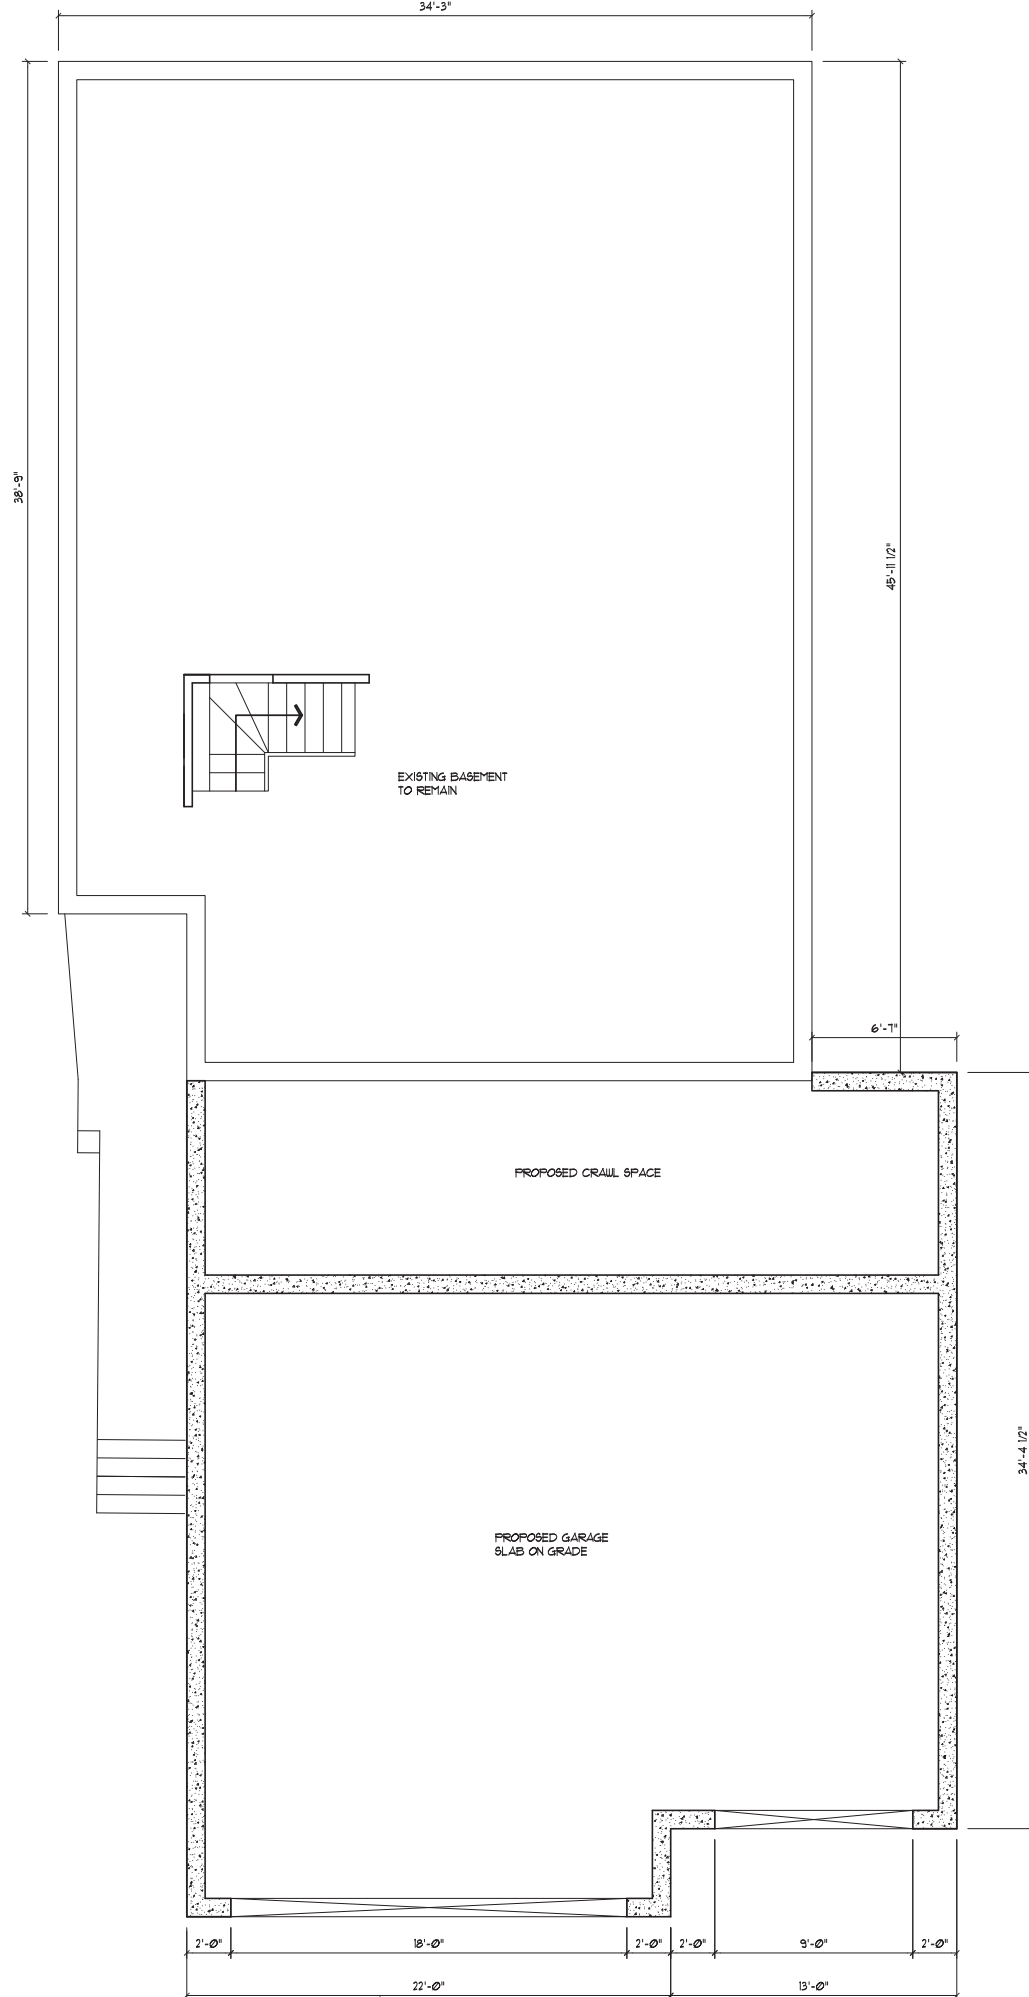 34'-3"
38'-9"
45'-11 1/2"
EXISTING BASEMENT
TO REMAIN
6'-7"
PROPOSED CRAWL SPACE
34'-4 1/2"
PROPOSED GARAGE
SLAB ON GRADE
2'-0" 18'-0" 2'-0" 2'-0" 9'-0" 2'-0"
22'-0" 13'-0"